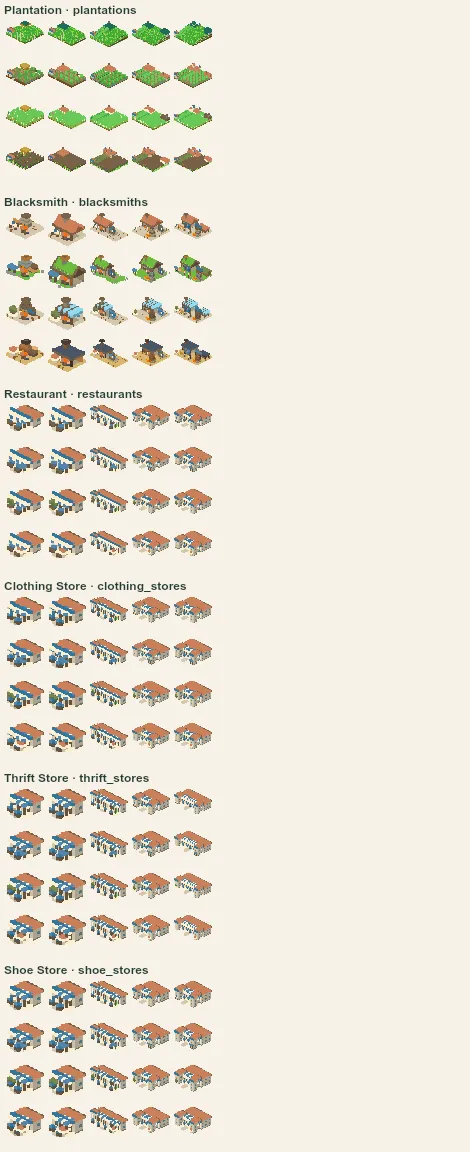 Plantation · plantations
Blacksmith · blacksmiths
Restaurant · restaurants
Clothing Store · clothing_stores
Thrift Store · thrift_stores
Shoe Store · shoe_stores